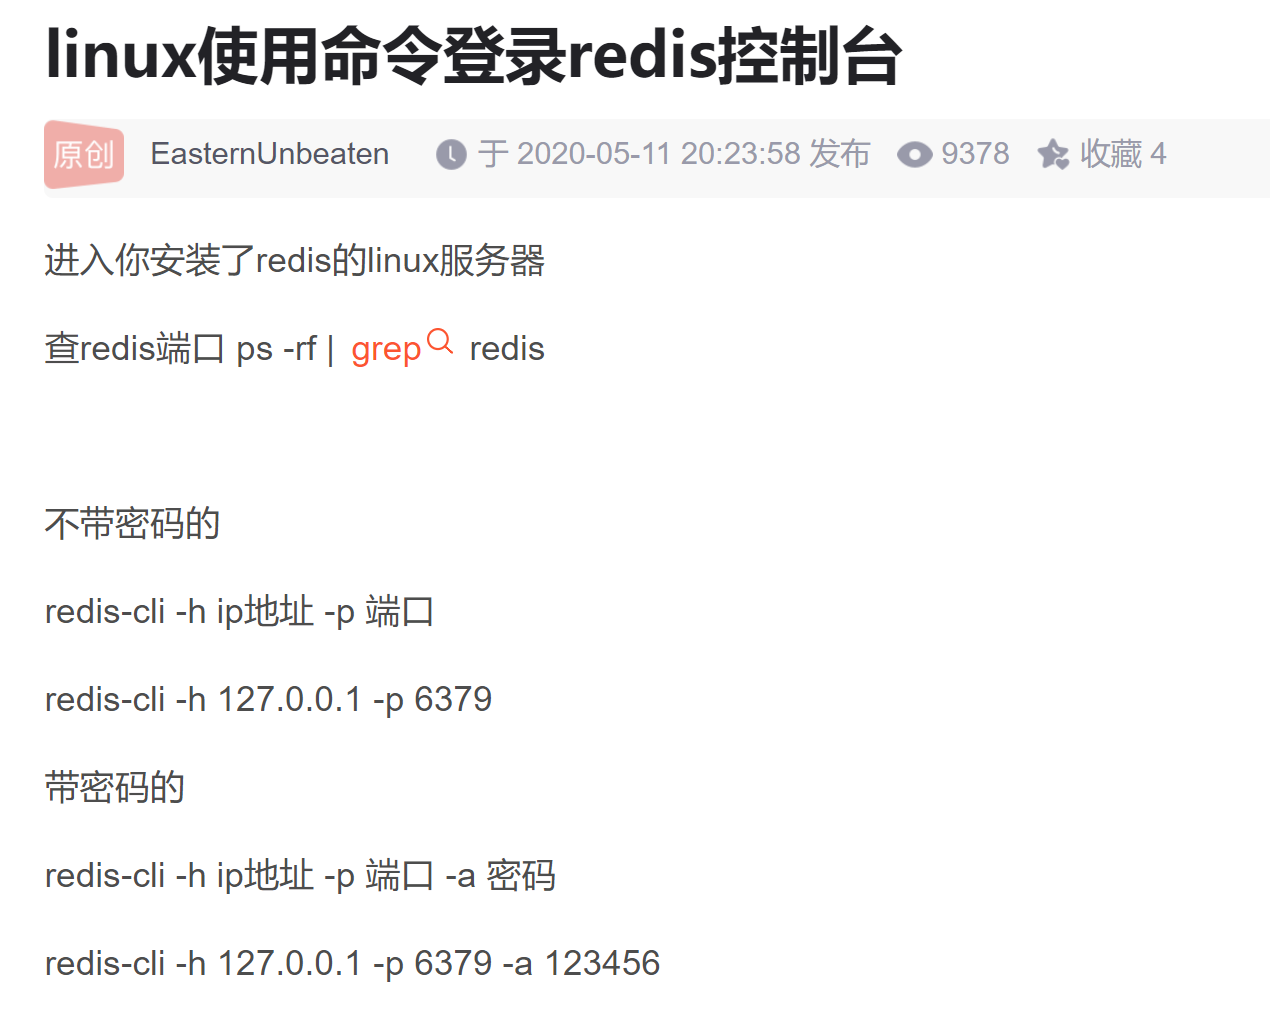 linux使用命令登录redis控制台
原创 EasternUnbeaten 于 2020-05-11 20:23:58 发布 9378 收藏 4
进入你安装了redis的linux服务器
查redis端口 ps -rf | grep redis
不带密码的
redis-cli -h ip地址 -p 端口
redis-cli -h 127.0.0.1 -p 6379
带密码的
redis-cli -h ip地址 -p 端口 -a 密码
redis-cli -h 127.0.0.1 -p 6379 -a 123456